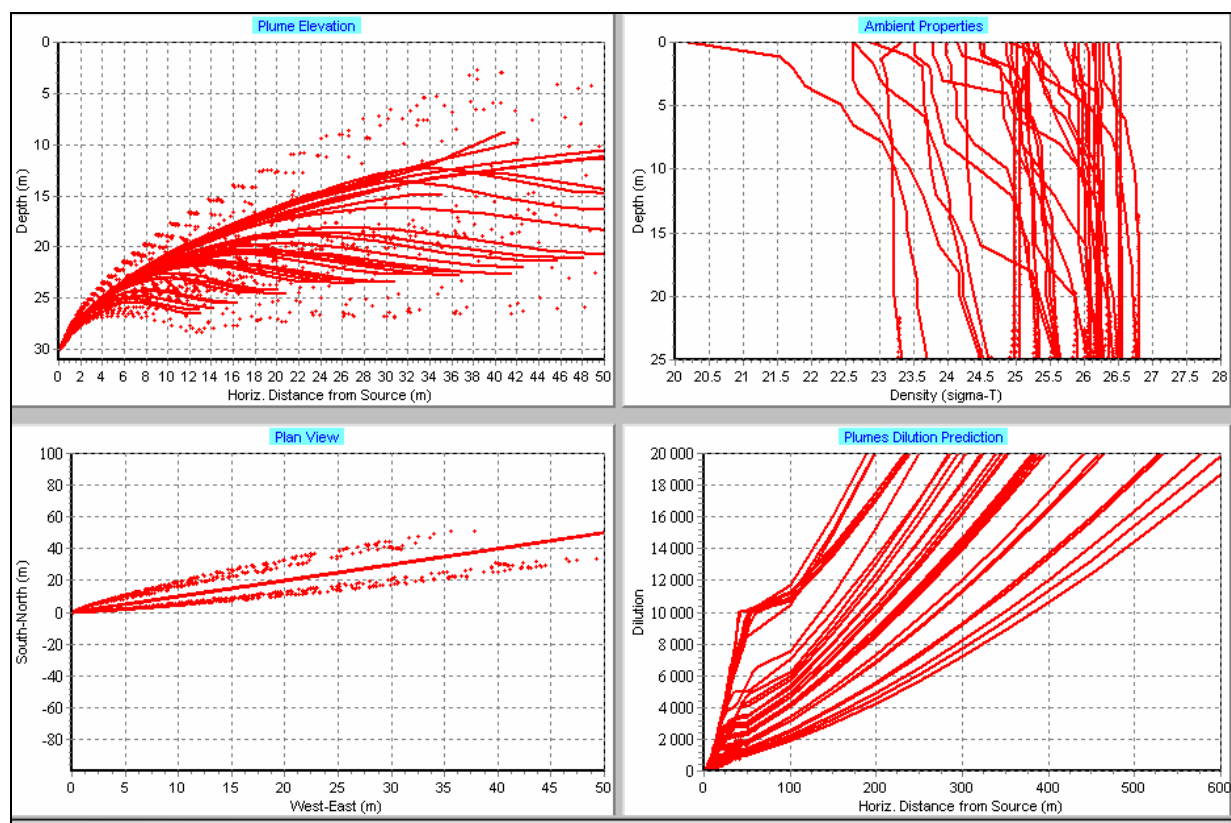 Plume Elevation
0
5
10
15
20
25
30
Depth (m)
0 2 4 6 8 10 12 14 16 18 20 22 24 26 28 30 32 34 36 38 40 42 44 46 48 50
Horiz. Distance from Source (m)
Ambient Properties
0
5
10
15
20
25
Depth (m)
20 20.5 21 21.5 22 22.5 23 23.5 24 24.5 25 25.5 26 26.5 27 27.5 28
Density (sigma-T)
Plan View
100
80
60
40
20
0
-20
-40
-60
-80
South-North (m)
0 5 10 15 20 25 30 35 40 45 50
West-East (m)
Plumes Dilution Prediction
20 000
18 000
16 000
14 000
12 000
10 000
8 000
6 000
4 000
2 000
0
Dilution
0 100 200 300 400 500 600
Horiz. Distance from Source (m)